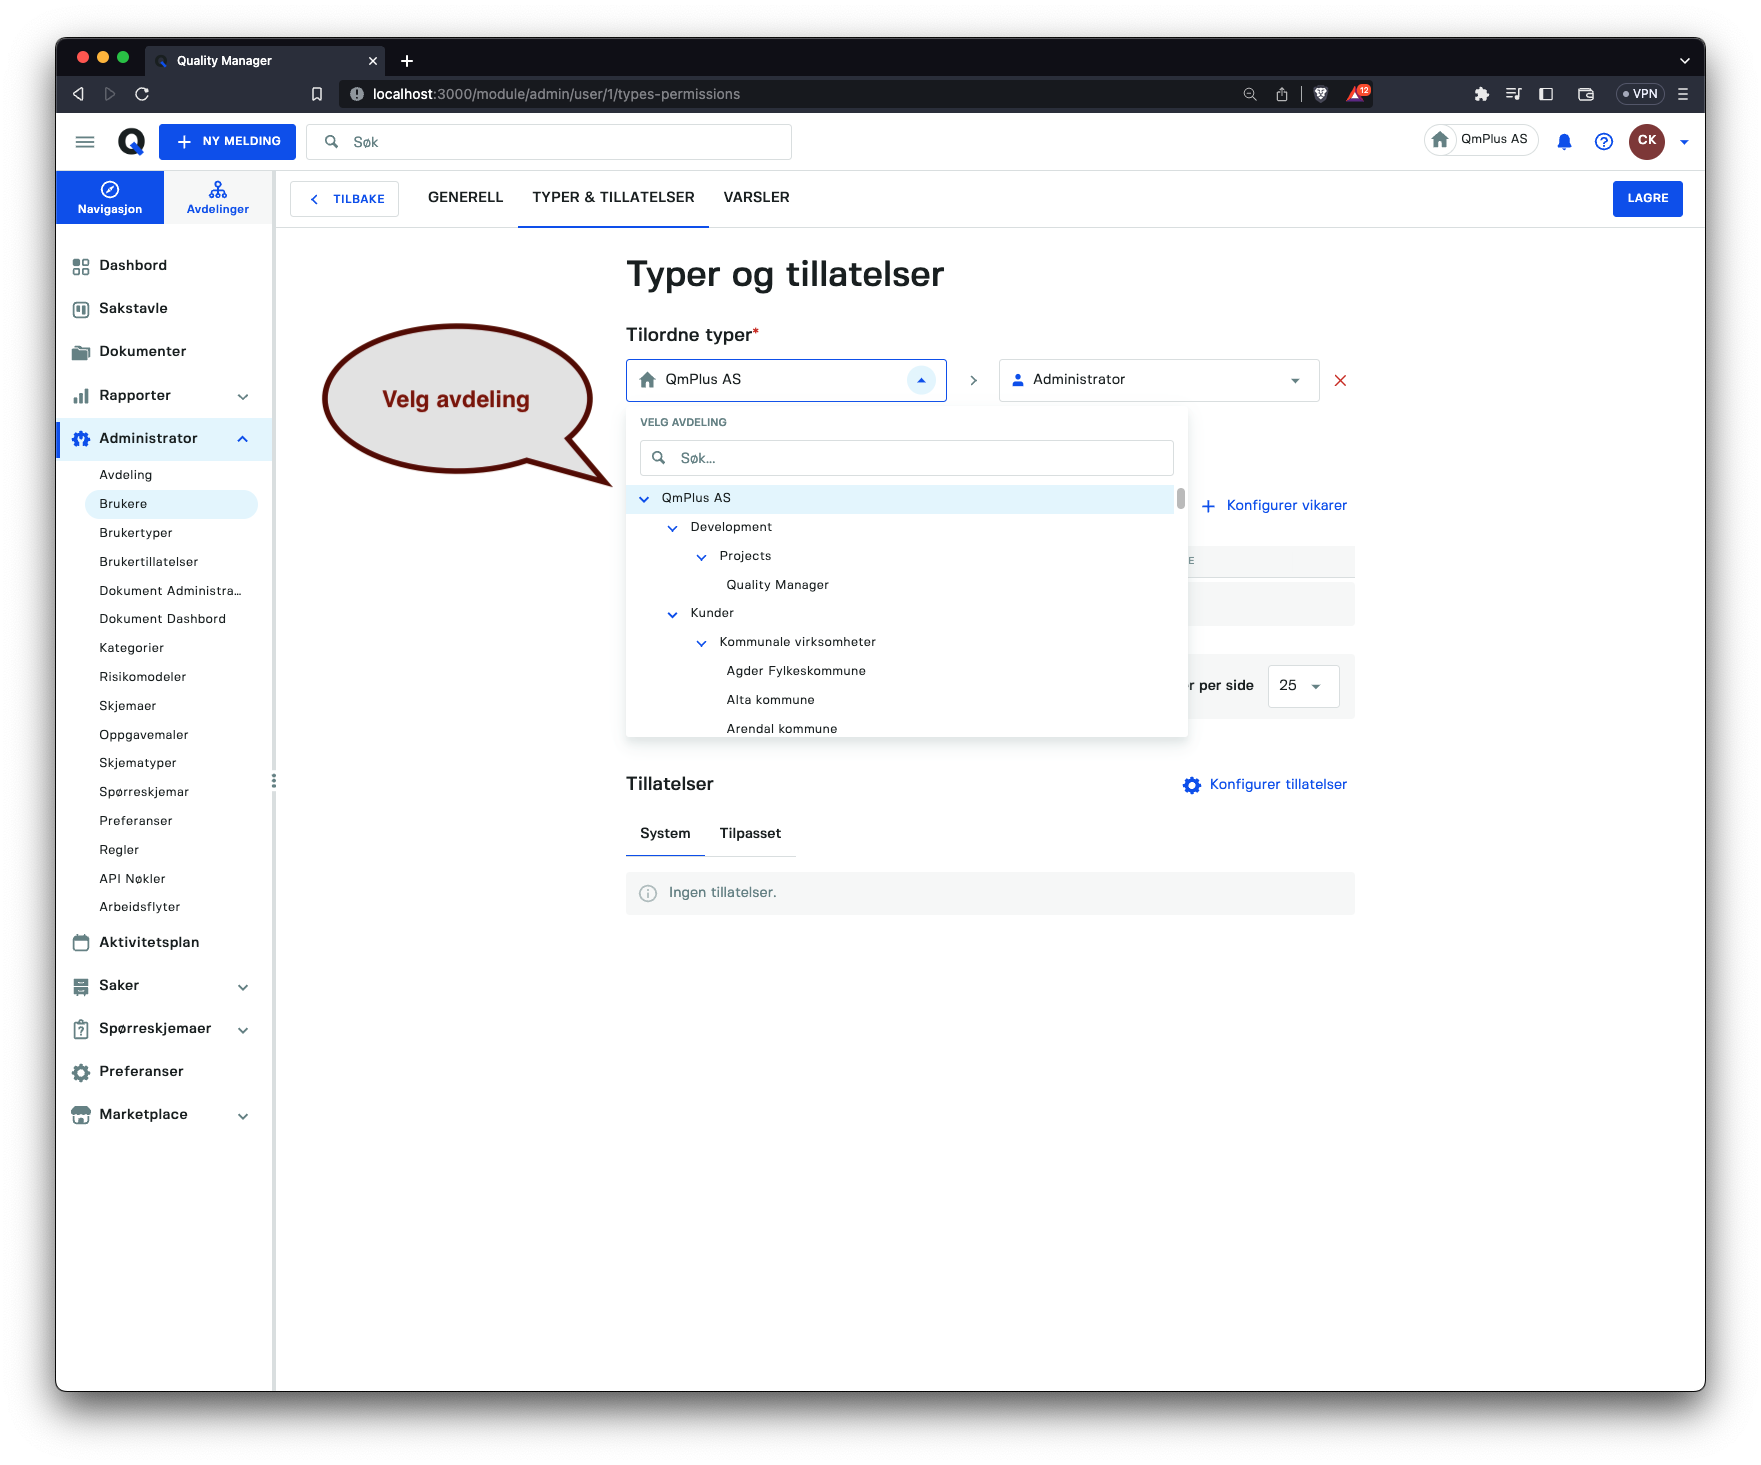 Quality Manager
localhost:3000/module/admin/user/1/types-permissions
12
VPN
NY MELDING
Søk
QmPlus AS
CK
Navigasjon
Avdelinger
TILBAKE
GENERELL
TYPER & TILLATELSER
VARSLER
LAGRE
Dashbord
Sakstavle
Dokumenter
Rapporter
Administrator
Avdeling
Brukere
Brukertyper
Brukertillatelser
Dokument Administra...
Dokument Dashbord
Kategorier
Risikomodeler
Skjemaer
Oppgavemaler
Skjematyper
Spørreskjemar
Preferanser
Regler
API Nøkler
Arbeidsflyter
Aktivitetsplan
Saker
Spørreskjemaer
Preferanser
Marketplace
Typer og tillatelser
Tilordne typer*
Velg avdeling
QmPlus AS
Administrator
VELG AVDELING
Søk...
QmPlus AS
Development
Projects
Quality Manager
Kunder
Kommunale virksomheter
Agder Fylkeskommune
Alta kommune
Arendal kommune
Konfigurer vikarer
E
r per side
25
Tillatelser
Konfigurer tillatelser
System
Tilpasset
Ingen tillatelser.